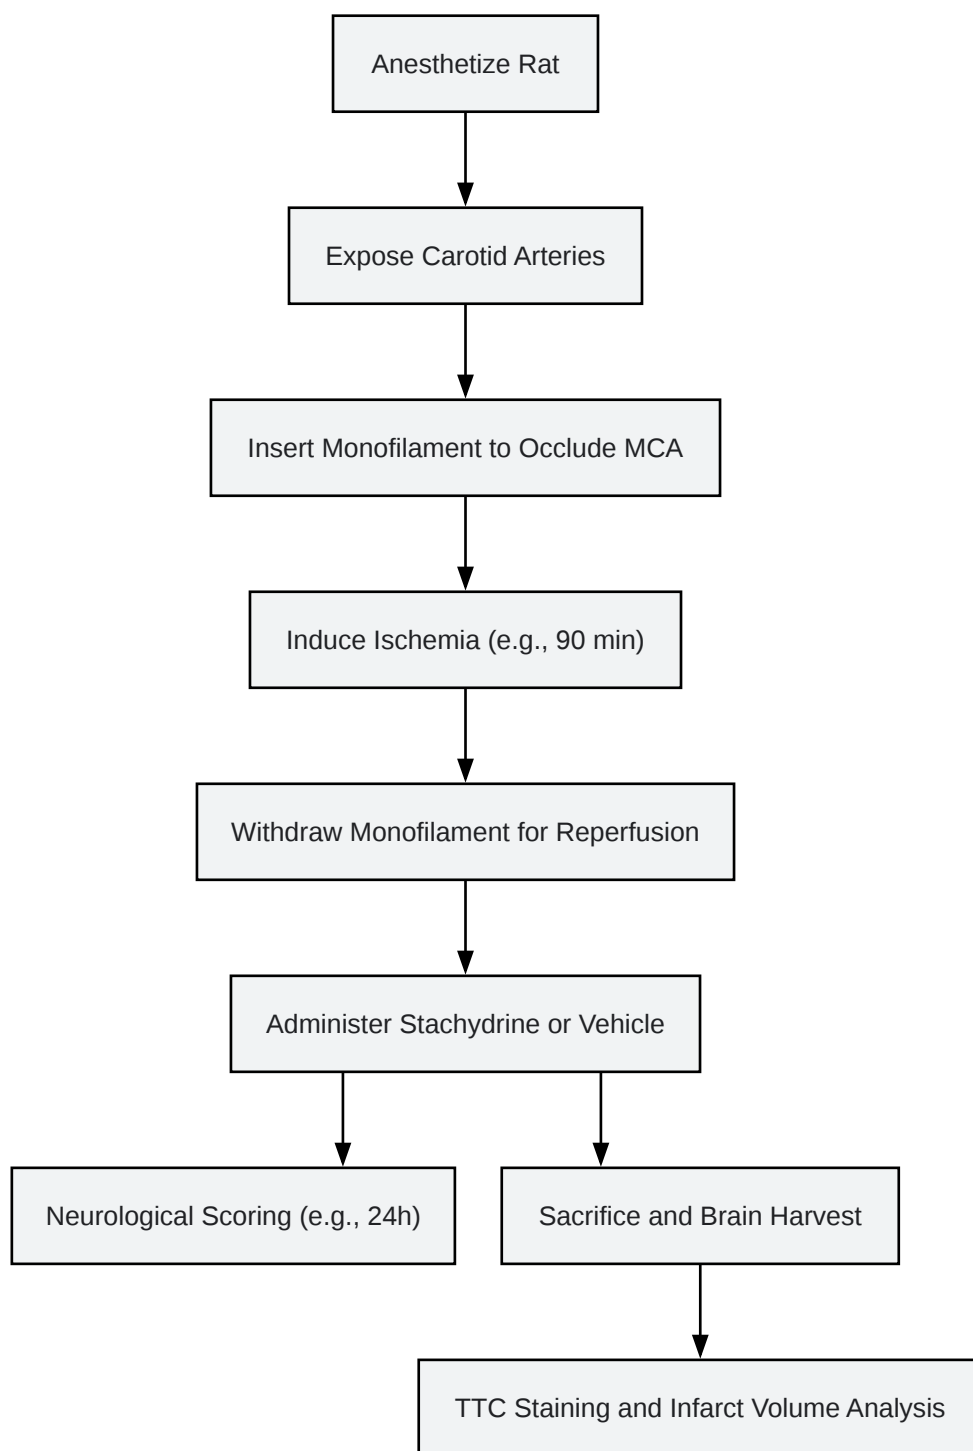 Anesthetize Rat
Expose Carotid Arteries
Insert Monofilament to Occlude MCA
Induce Ischemia (e.g., 90 min)
Withdraw Monofilament for Reperfusion
Administer Stachydrine or Vehicle
Neurological Scoring (e.g., 24h)
Sacrifice and Brain Harvest
TTC Staining and Infarct Volume Analysis